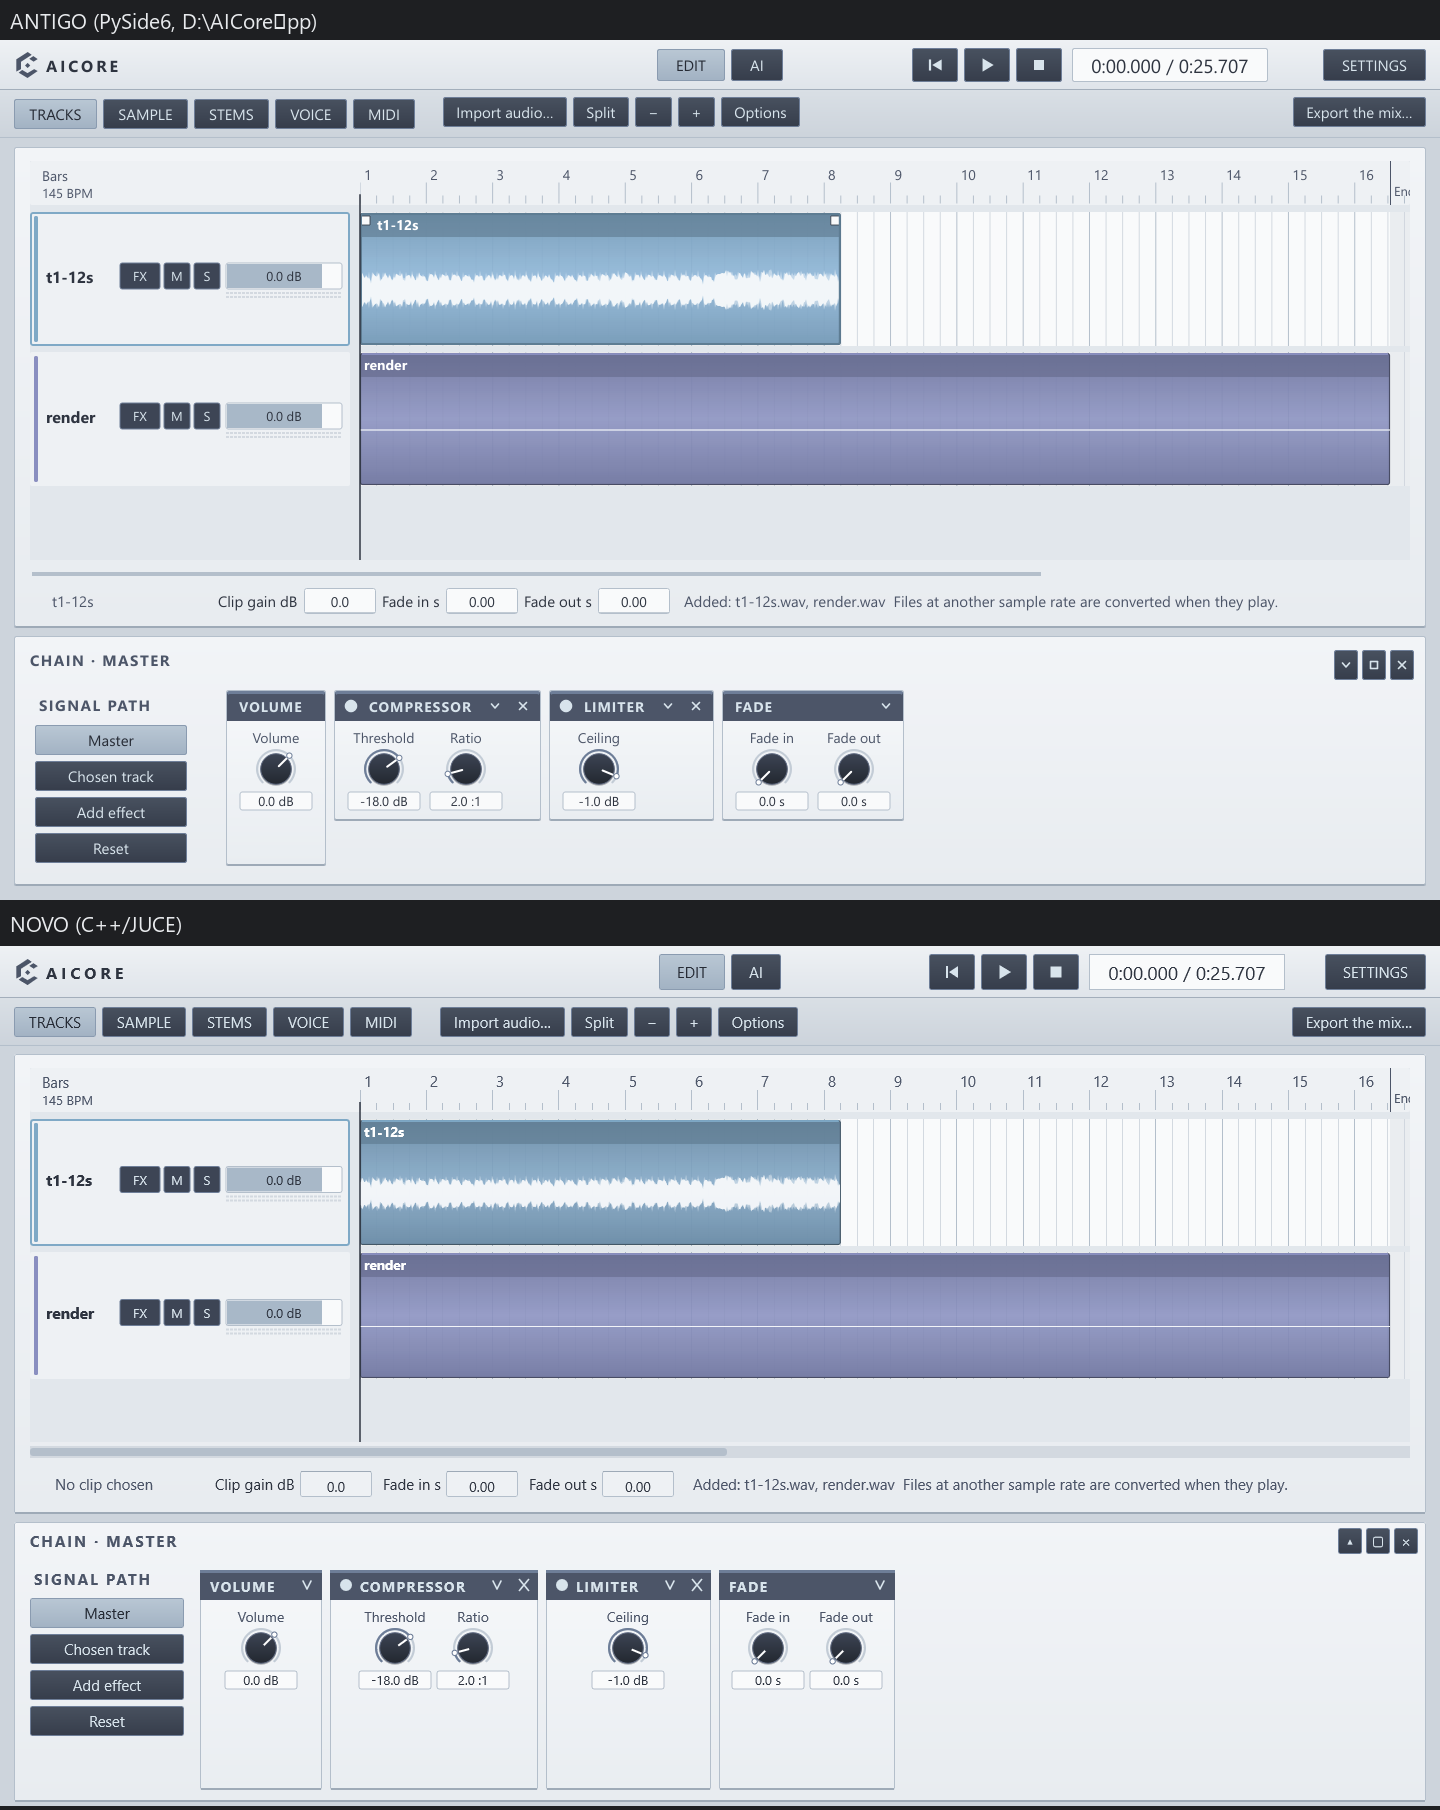 ANTIGO (PySide6, D:\AICore▯pp)
AICORE EDIT AI 0:00.000 / 0:25.707 SETTINGS
TRACKS SAMPLE STEMS VOICE MIDI Import audio... Split − + Options Export the mix...
Bars 1 2 3 4 5 6 7 8 9 10 11 12 13 14 15 16
145 BPM End
t1-12s
t1-12s FX M S 0.0 dB
render
render FX M S 0.0 dB
t1-12s Clip gain dB 0.0 Fade in s 0.00 Fade out s 0.00 Added: t1-12s.wav, render.wav Files at another sample rate are converted when they play.
CHAIN · MASTER
SIGNAL PATH VOLUME COMPRESSOR LIMITER FADE
Master Volume Threshold Ratio Ceiling Fade in Fade out
Chosen track
0.0 dB -18.0 dB 2.0 :1 -1.0 dB 0.0 s 0.0 s
Add effect
Reset
NOVO (C++/JUCE)
AICORE EDIT AI 0:00.000 / 0:25.707 SETTINGS
TRACKS SAMPLE STEMS VOICE MIDI Import audio... Split − + Options Export the mix...
Bars 1 2 3 4 5 6 7 8 9 10 11 12 13 14 15 16
145 BPM End
t1-12s
t1-12s FX M S 0.0 dB
render
render FX M S 0.0 dB
No clip chosen Clip gain dB 0.0 Fade in s 0.00 Fade out s 0.00 Added: t1-12s.wav, render.wav Files at another sample rate are converted when they play.
CHAIN · MASTER
SIGNAL PATH VOLUME V COMPRESSOR V X LIMITER V X FADE V
Master Volume Threshold Ratio Ceiling Fade in Fade out
Chosen track
0.0 dB -18.0 dB 2.0 :1 -1.0 dB 0.0 s 0.0 s
Add effect
Reset